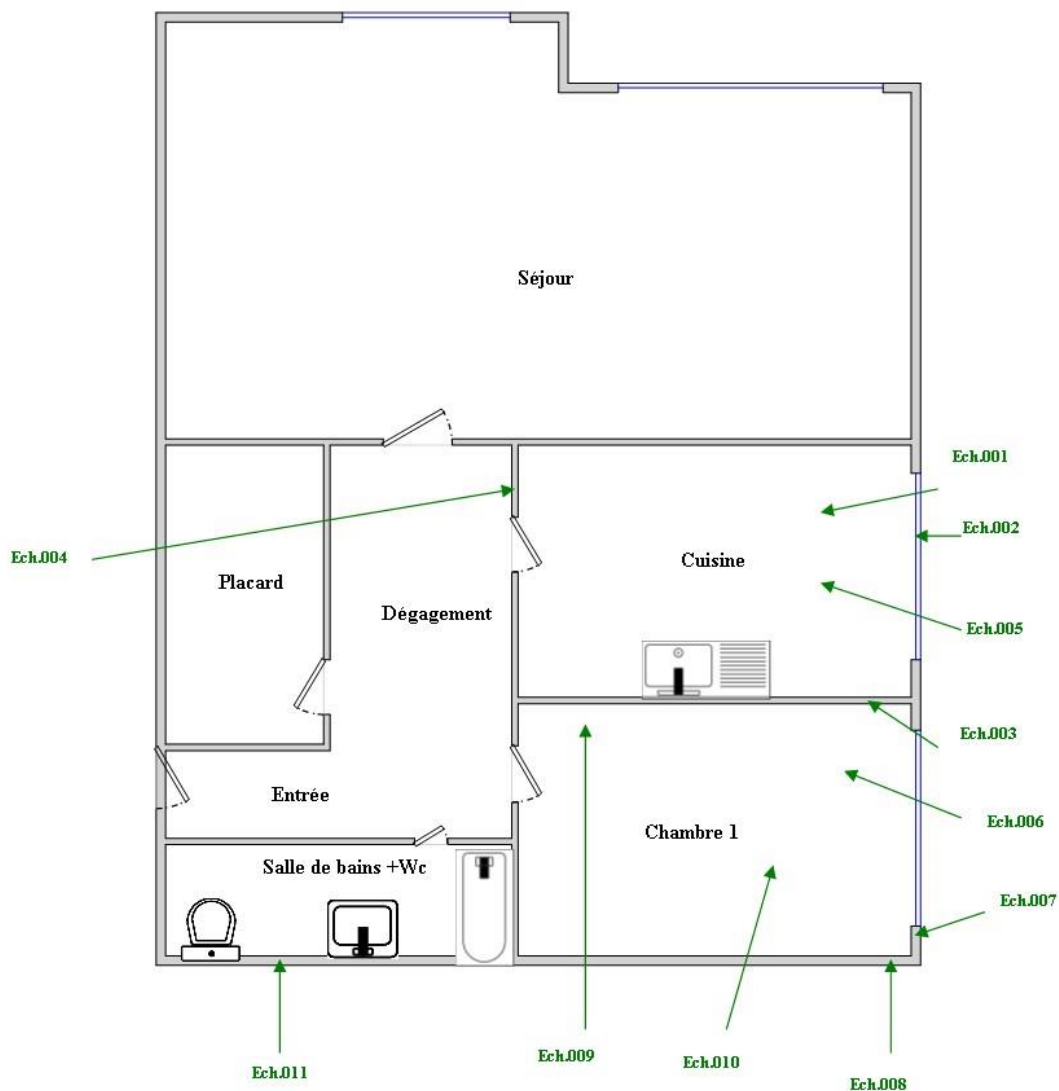 Séjour
Ech.001
Ech.002
Ech.004
Cuisine
Placard
Dégagement
Ech.005
Ech.003
Entrée
Ech.006
Chambre 1
Salle de bains +Wc
Ech.007
Ech.009
Ech.010
Ech.011
Ech.008